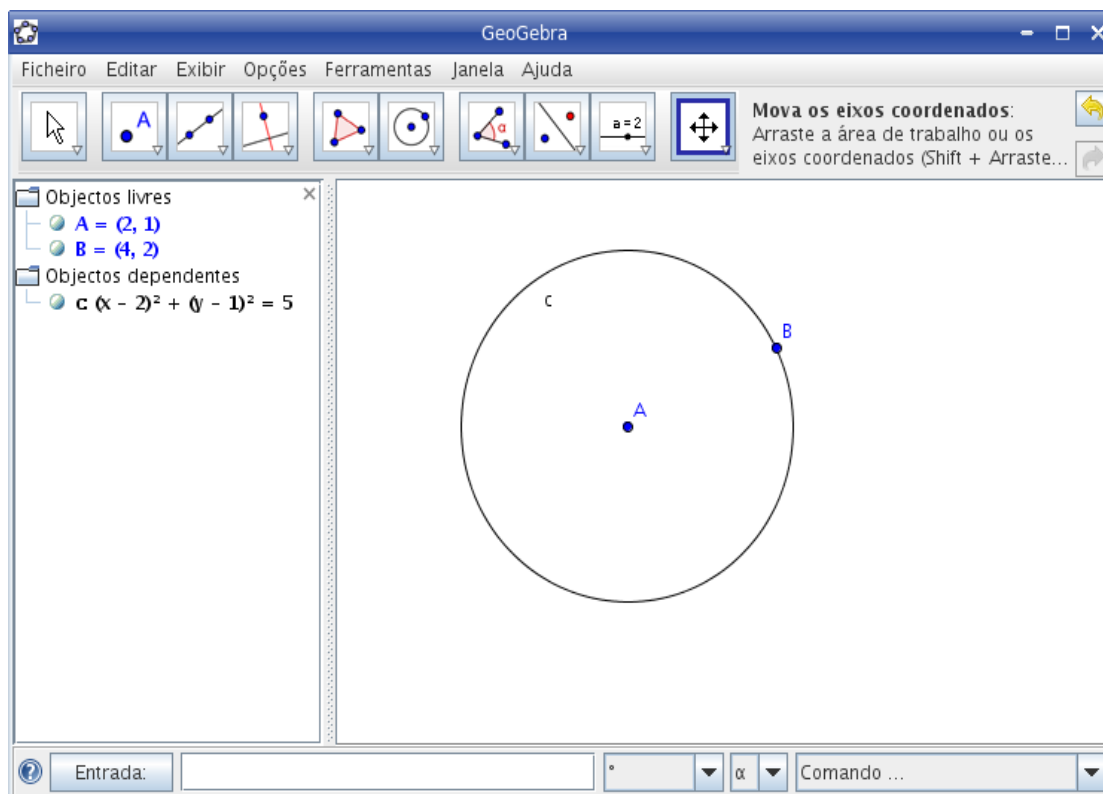 GeoGebra
Ficheiro Editar Exibir Opções Ferramentas Janela Ajuda
A
α
a=2
Mova os eixos coordenados:
Arraste a área de trabalho ou os
eixos coordenados (Shift + Arraste...
Objectos livres
A = (2, 1)
B = (4, 2)
Objectos dependentes
c: (x - 2)² + (y - 1)² = 5
c
B
A
Entrada:
°
α
Comando ...